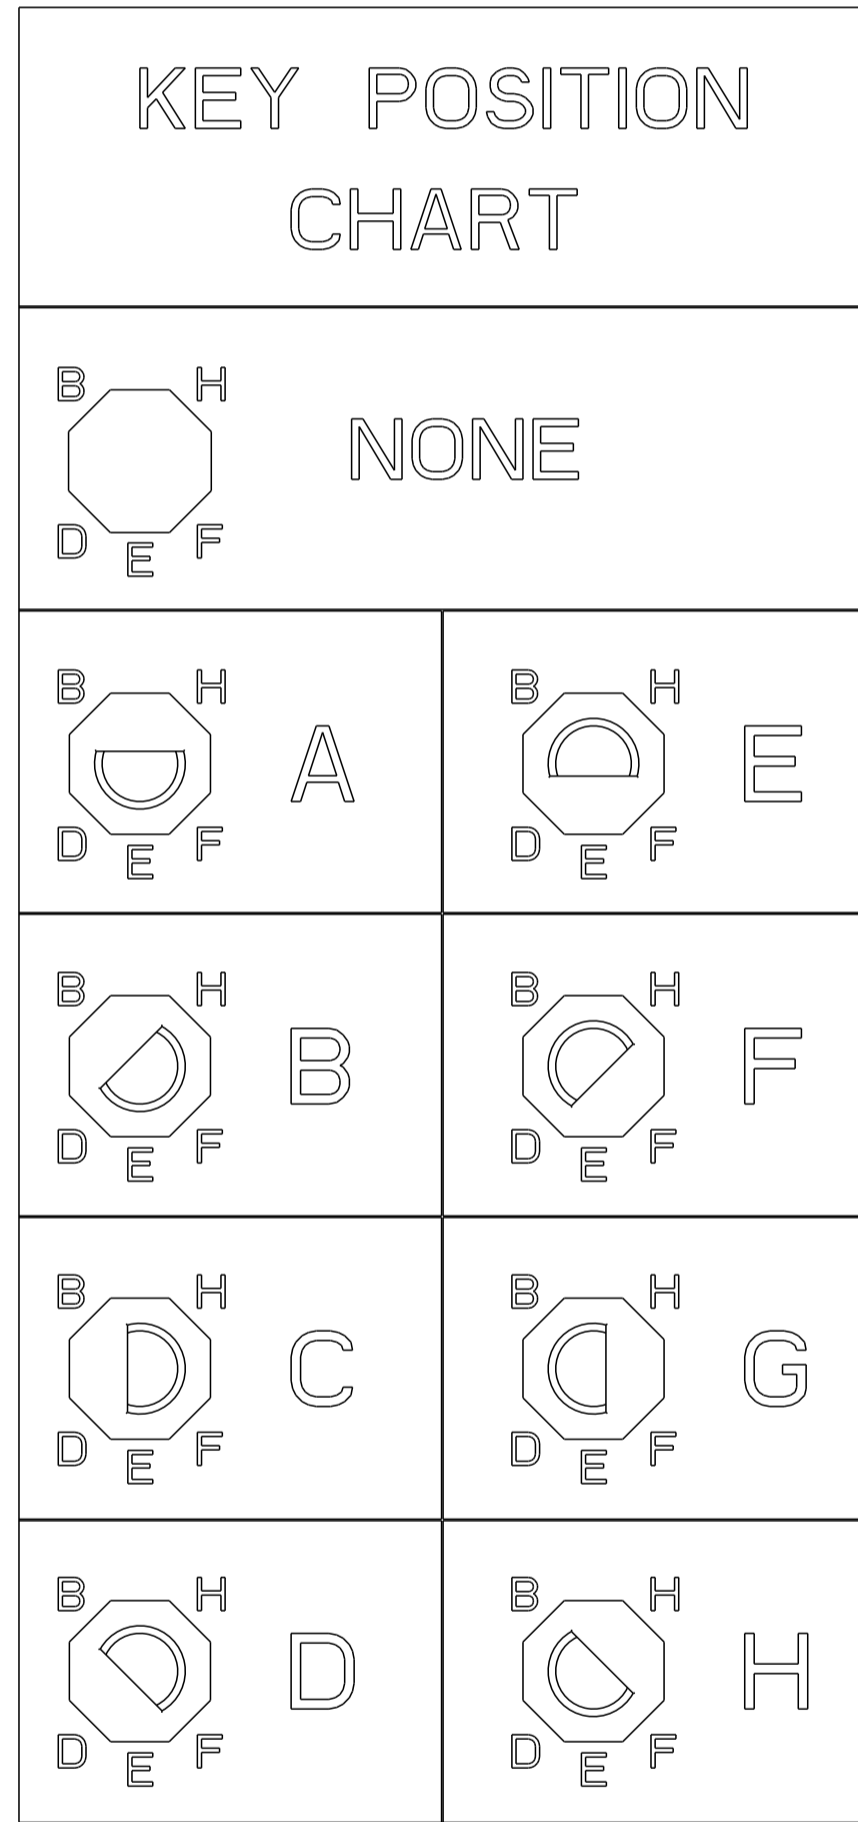 KEY POSITION
CHART
B H
NONE
D E F
B H B H
A E
D E F D E F
B H B H
B F
D E F D E F
B H B H
C G
D E F D E F
B H B H
D H
D E F D E F